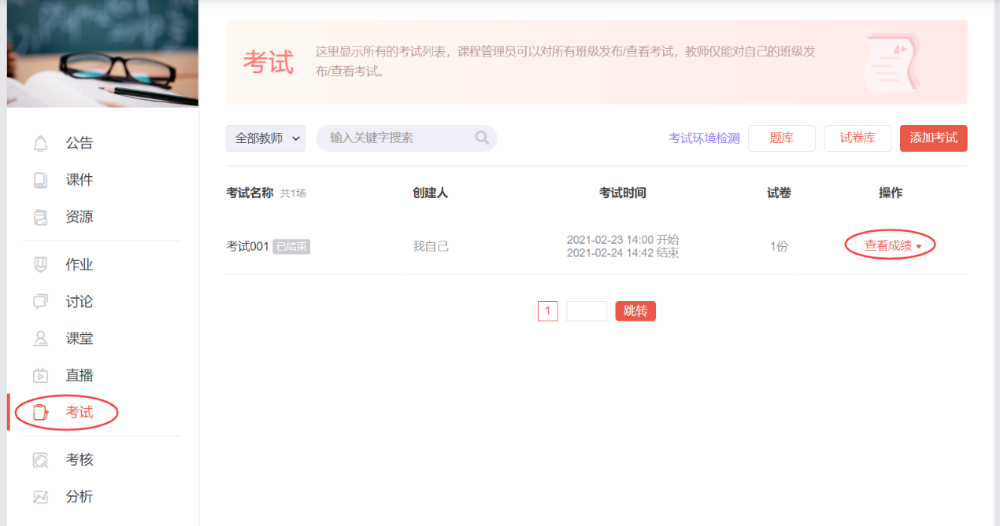 公告
课件
资源
作业
讨论
课堂
直播
考试
考核
分析
考试
这里显示所有的考试列表，课程管理员可以对所有班级发布/查看考试，教师仅能对自己的班级发
布/查看考试。
A+
全部教师 输入关键字搜索 考试环境检测 题库 试卷库 添加考试
考试名称 共1场 创建人 考试时间 试卷 操作
考试001 已结束 我自己 2021-02-23 14:00 开始 1份 查看成绩
2021-02-24 14:42 结束
1 跳转